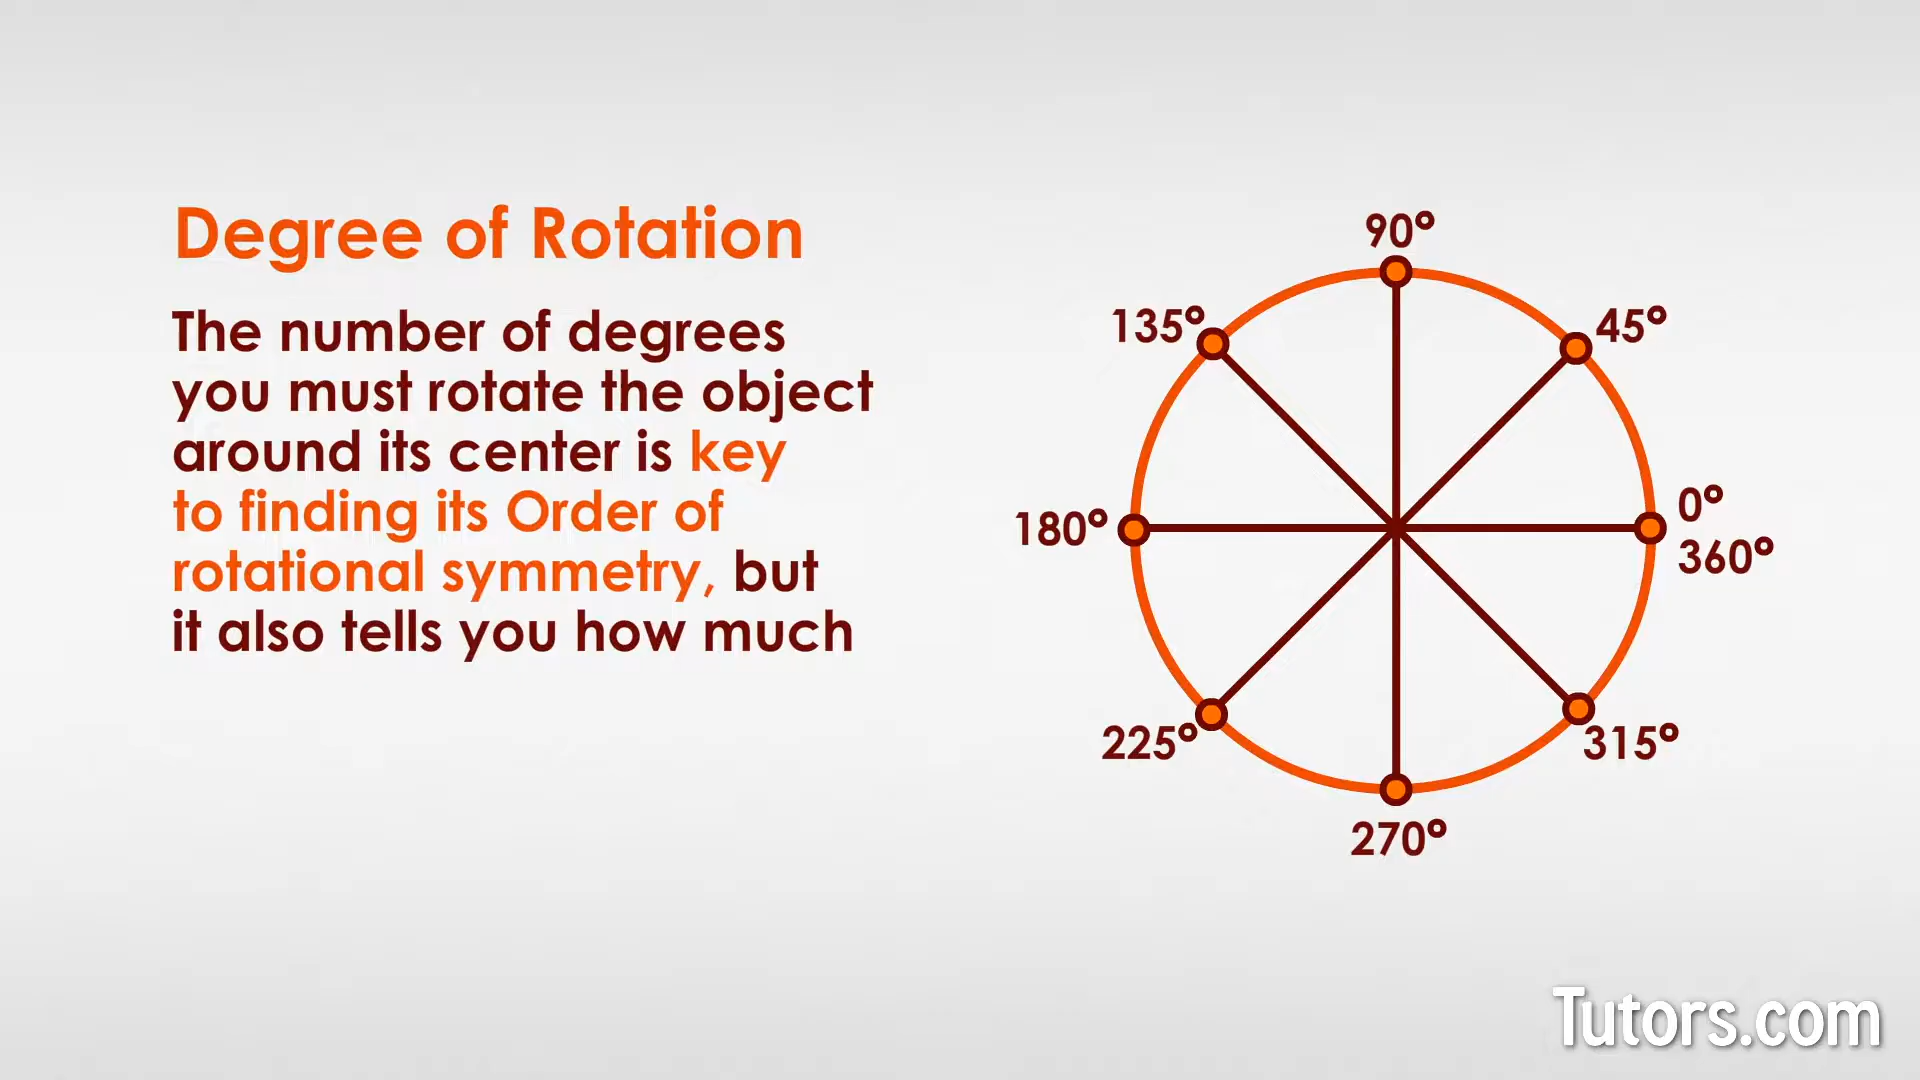 Degree of Rotation
The number of degrees
you must rotate the object
around its center is key
to finding its Order of
rotational symmetry, but
it also tells you how much
90°
135°
45°
180°
0°
360°
225°
315°
270°
Tutors.com